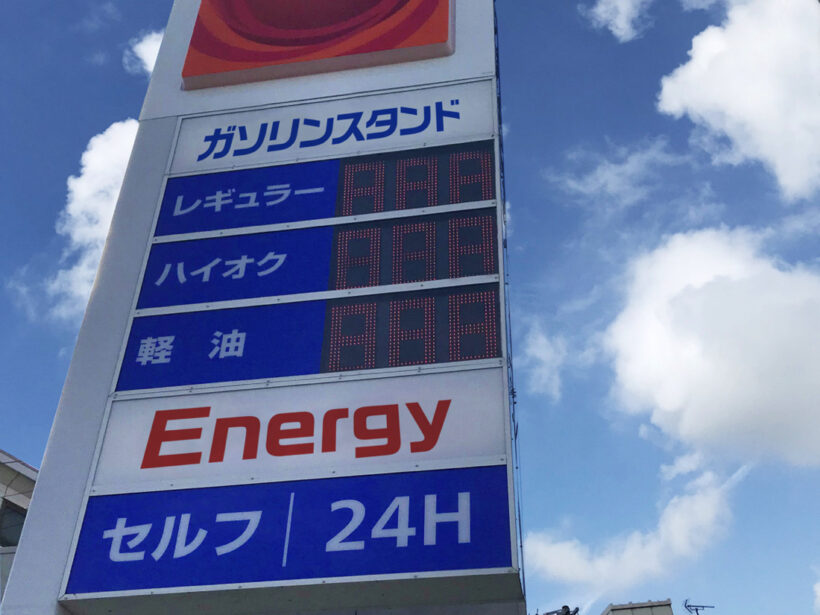 ガソリンスタンド
レギュラー
ハイオク
軽 油
Energy
セルフ | 24H